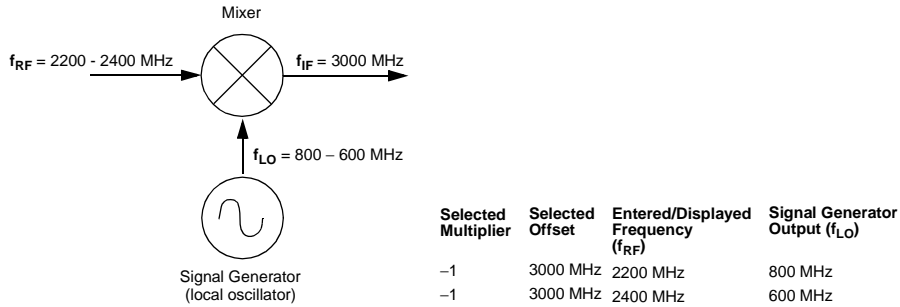 Mixer
fRF = 2200 - 2400 MHz
fIF = 3000 MHz
fLO = 800 – 600 MHz
Signal Generator
(local oscillator)
Selected Multiplier Selected Offset Entered/Displayed Frequency (fRF) Signal Generator Output (fLO)
–1 3000 MHz 2200 MHz 800 MHz
–1 3000 MHz 2400 MHz 600 MHz